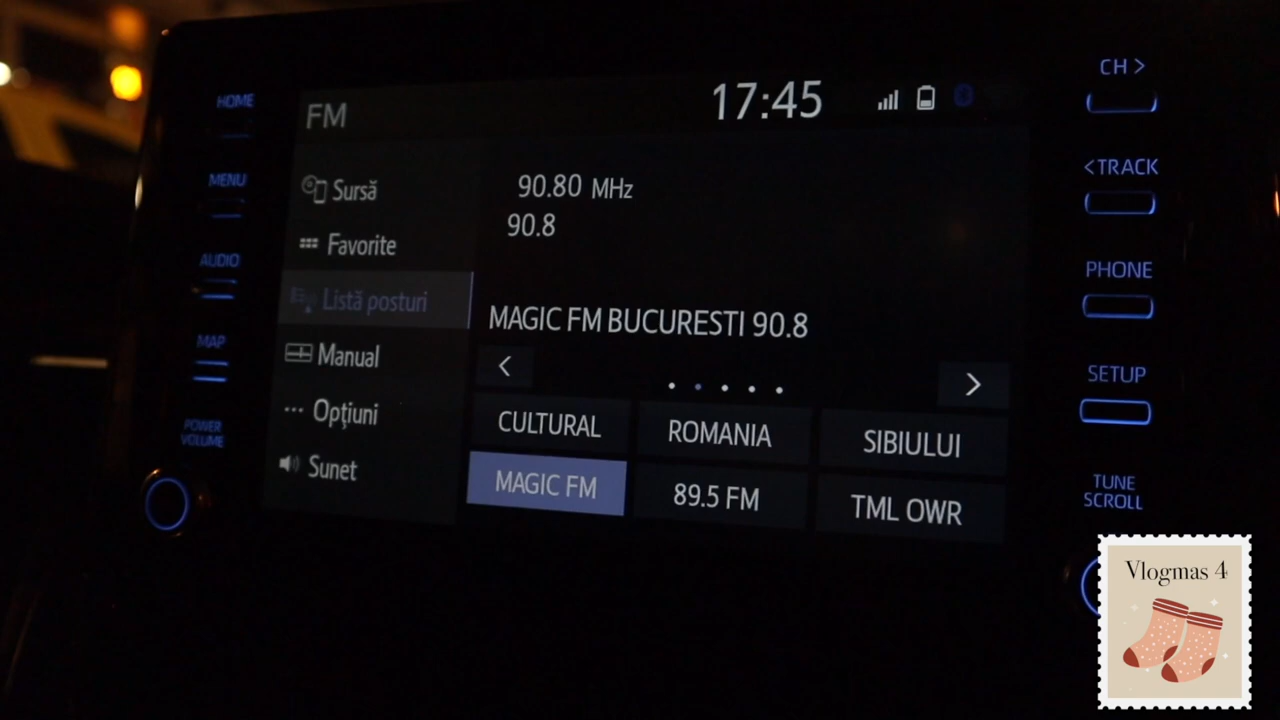 HOME
MENU
AUDIO
MAP
POWER
VOLUME
FM
17:45
Sursă
Favorite
Listă posturi
Manual
... Opțiuni
Sunet
90.80 MHz
90.8
MAGIC FM BUCURESTI 90.8
<
>
CULTURAL
ROMANIA
SIBIULUI
MAGIC FM
89.5 FM
TML OWR
CH >
<TRACK
PHONE
SETUP
TUNE
SCROLL
Vlogmas 4